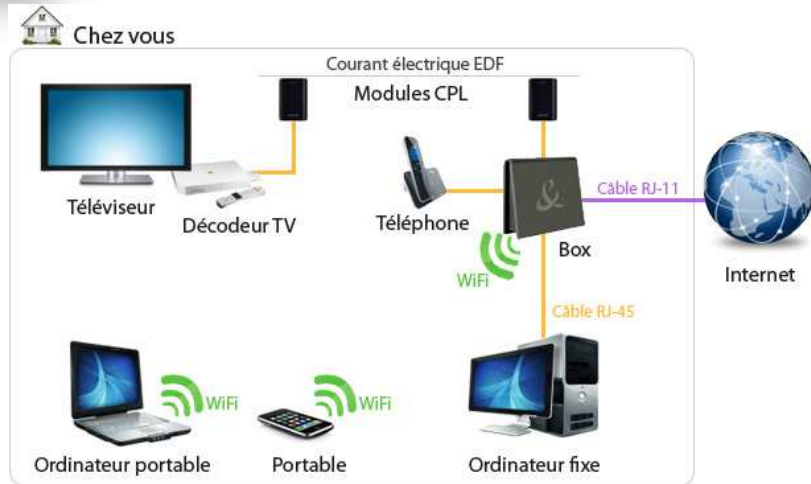 Chez vous
Courant électrique EDF
Modules CPL
Téléviseur
Décodeur TV
Téléphone
&
Box
Câble RJ-11
Internet
WiFi
Câble RJ-45
WiFi
WiFi
Ordinateur portable
Portable
Ordinateur fixe